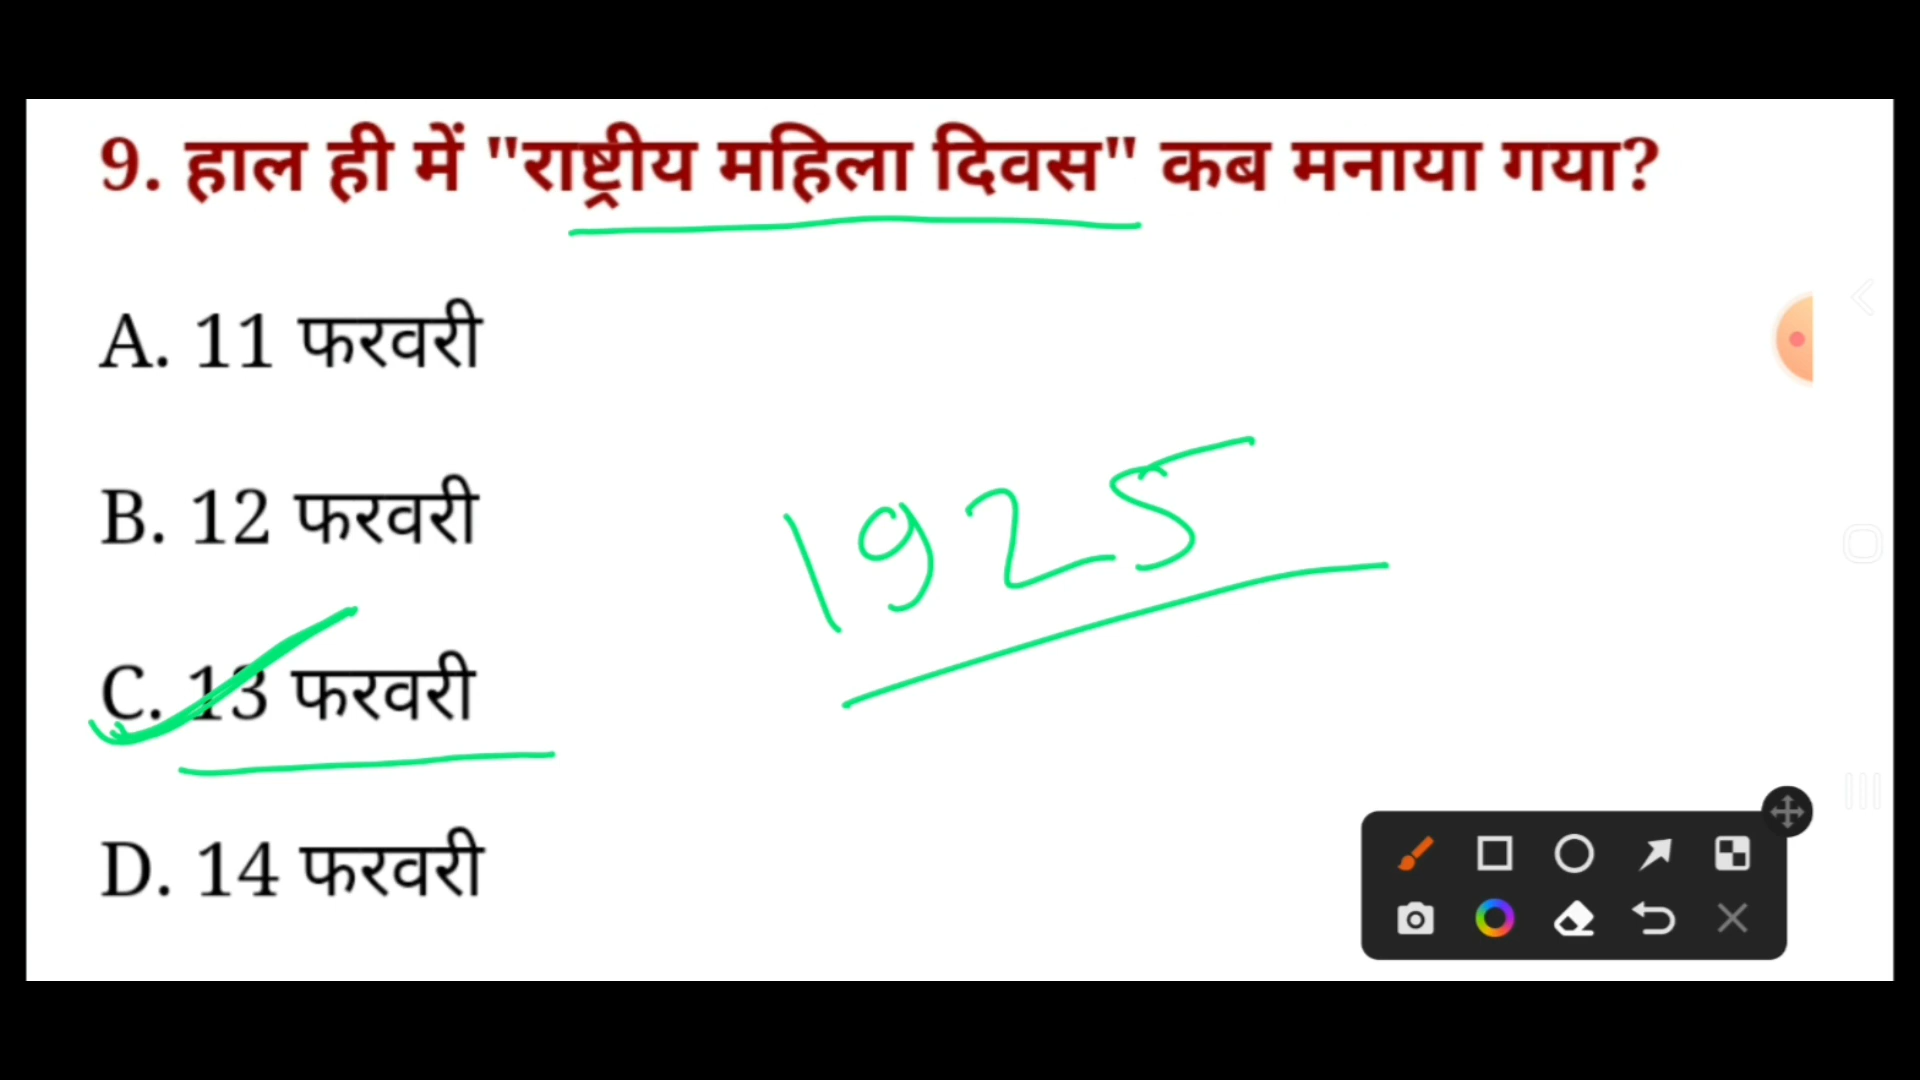 9. हाल ही में "राष्ट्रीय महिला दिवस" कब मनाया गया?
A. 11 फरवरी
B. 12 फरवरी
1925
C. 13 फरवरी
D. 14 फरवरी